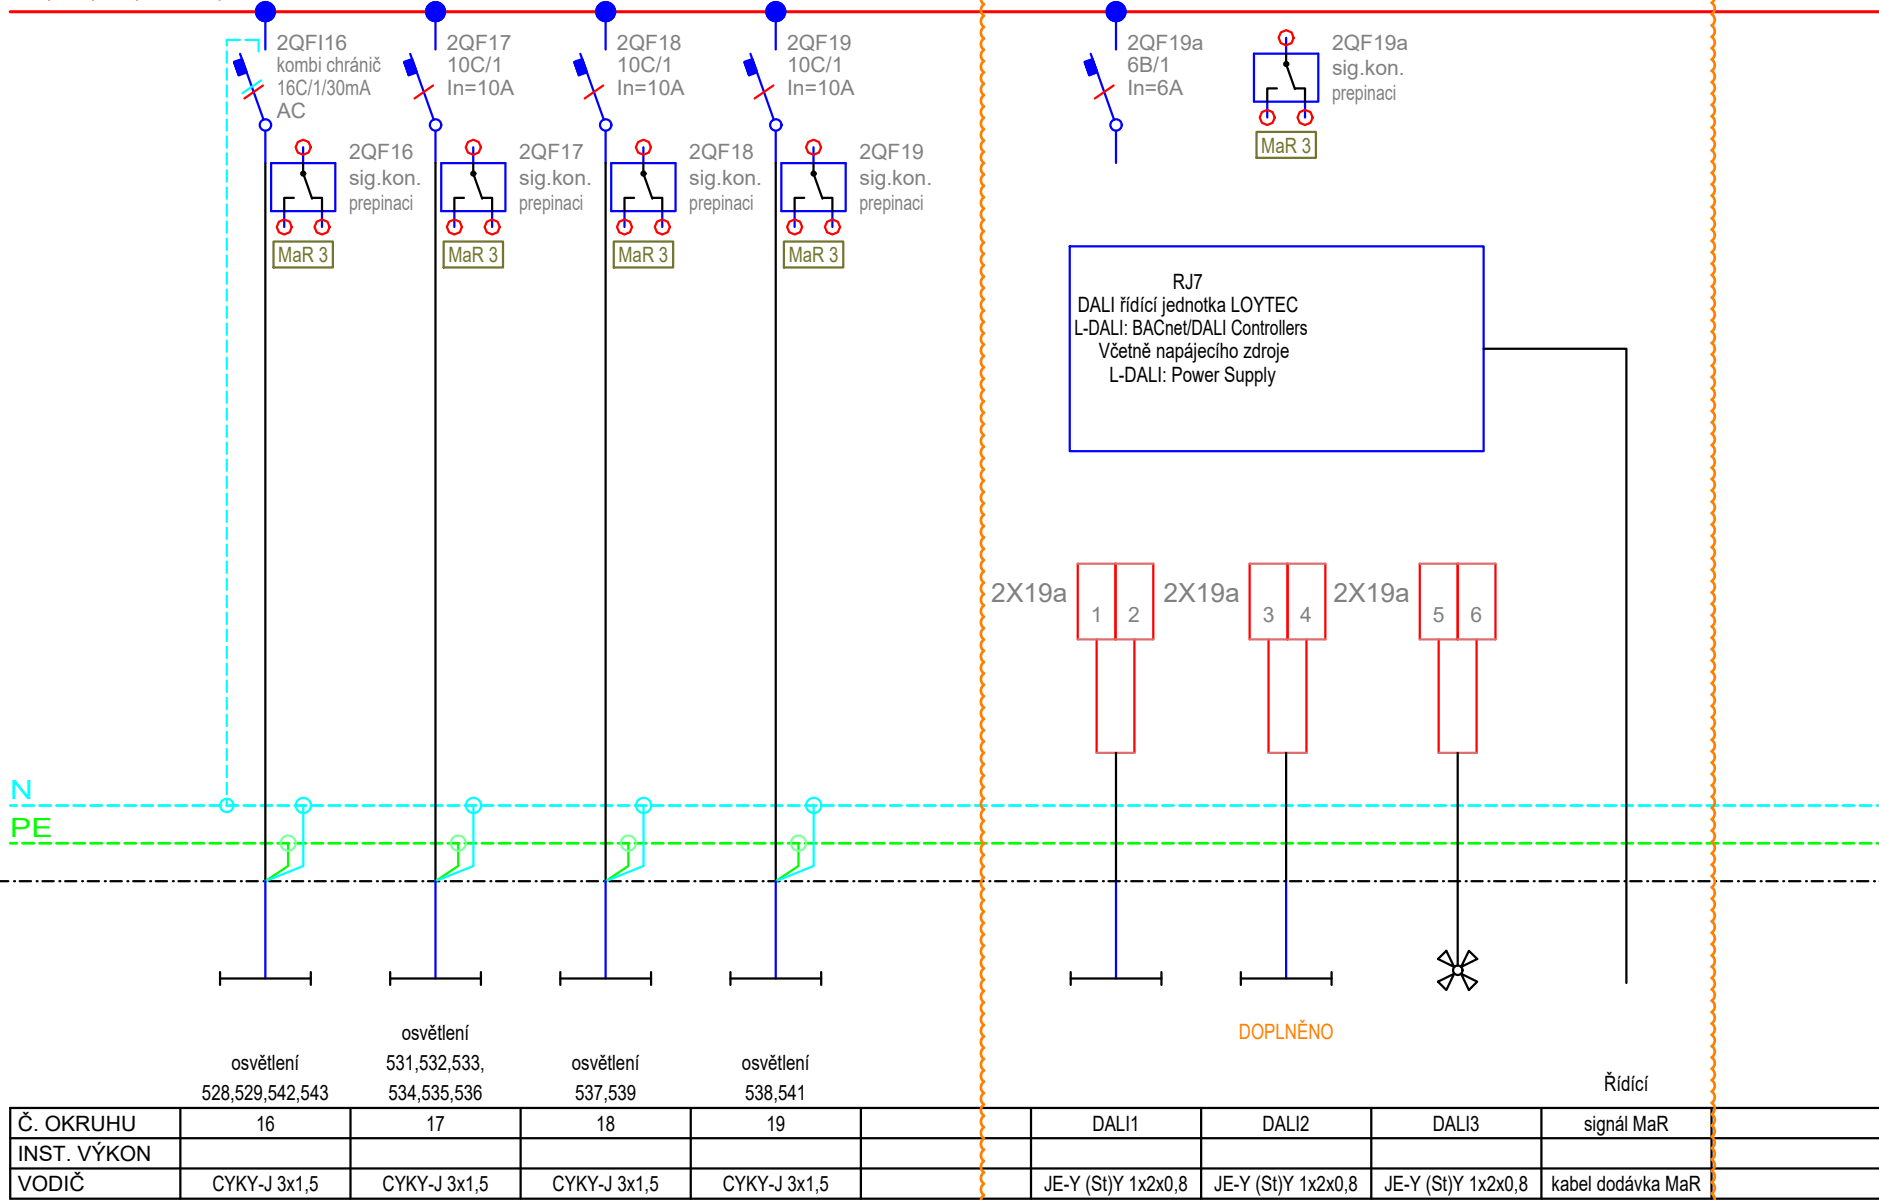 2QFI16
kombi chránič
16C/1/30mA
AC
2QF17
10C/1
In=10A
2QF18
10C/1
In=10A
2QF19
10C/1
In=10A
2QF19a
6B/1
In=6A
2QF19a
sig.kon.
prepinaci
MaR 3
2QF16
sig.kon.
prepinaci
MaR 3
2QF17
sig.kon.
prepinaci
MaR 3
2QF18
sig.kon.
prepinaci
MaR 3
2QF19
sig.kon.
prepinaci
MaR 3
RJ7
DALI řídící jednotka LOYTEC
L-DALI: BACnet/DALI Controllers
Včetně napájecího zdroje
L-DALI: Power Supply
2X19a 1 2
2X19a 3 4
2X19a 5 6
N
PE
osvětlení
528,529,542,543
osvětlení
531,532,533,
534,535,536
osvětlení
537,539
osvětlení
538,541
DOPLNĚNO
Řídící
Č. OKRUHU 16 17 18 19 DALI1 DALI2 DALI3 signál MaR
INST. VÝKON
VODIČ CYKY-J 3x1,5 CYKY-J 3x1,5 CYKY-J 3x1,5 CYKY-J 3x1,5 JE-Y (St)Y 1x2x0,8 JE-Y (St)Y 1x2x0,8 JE-Y (St)Y 1x2x0,8 kabel dodávka MaR